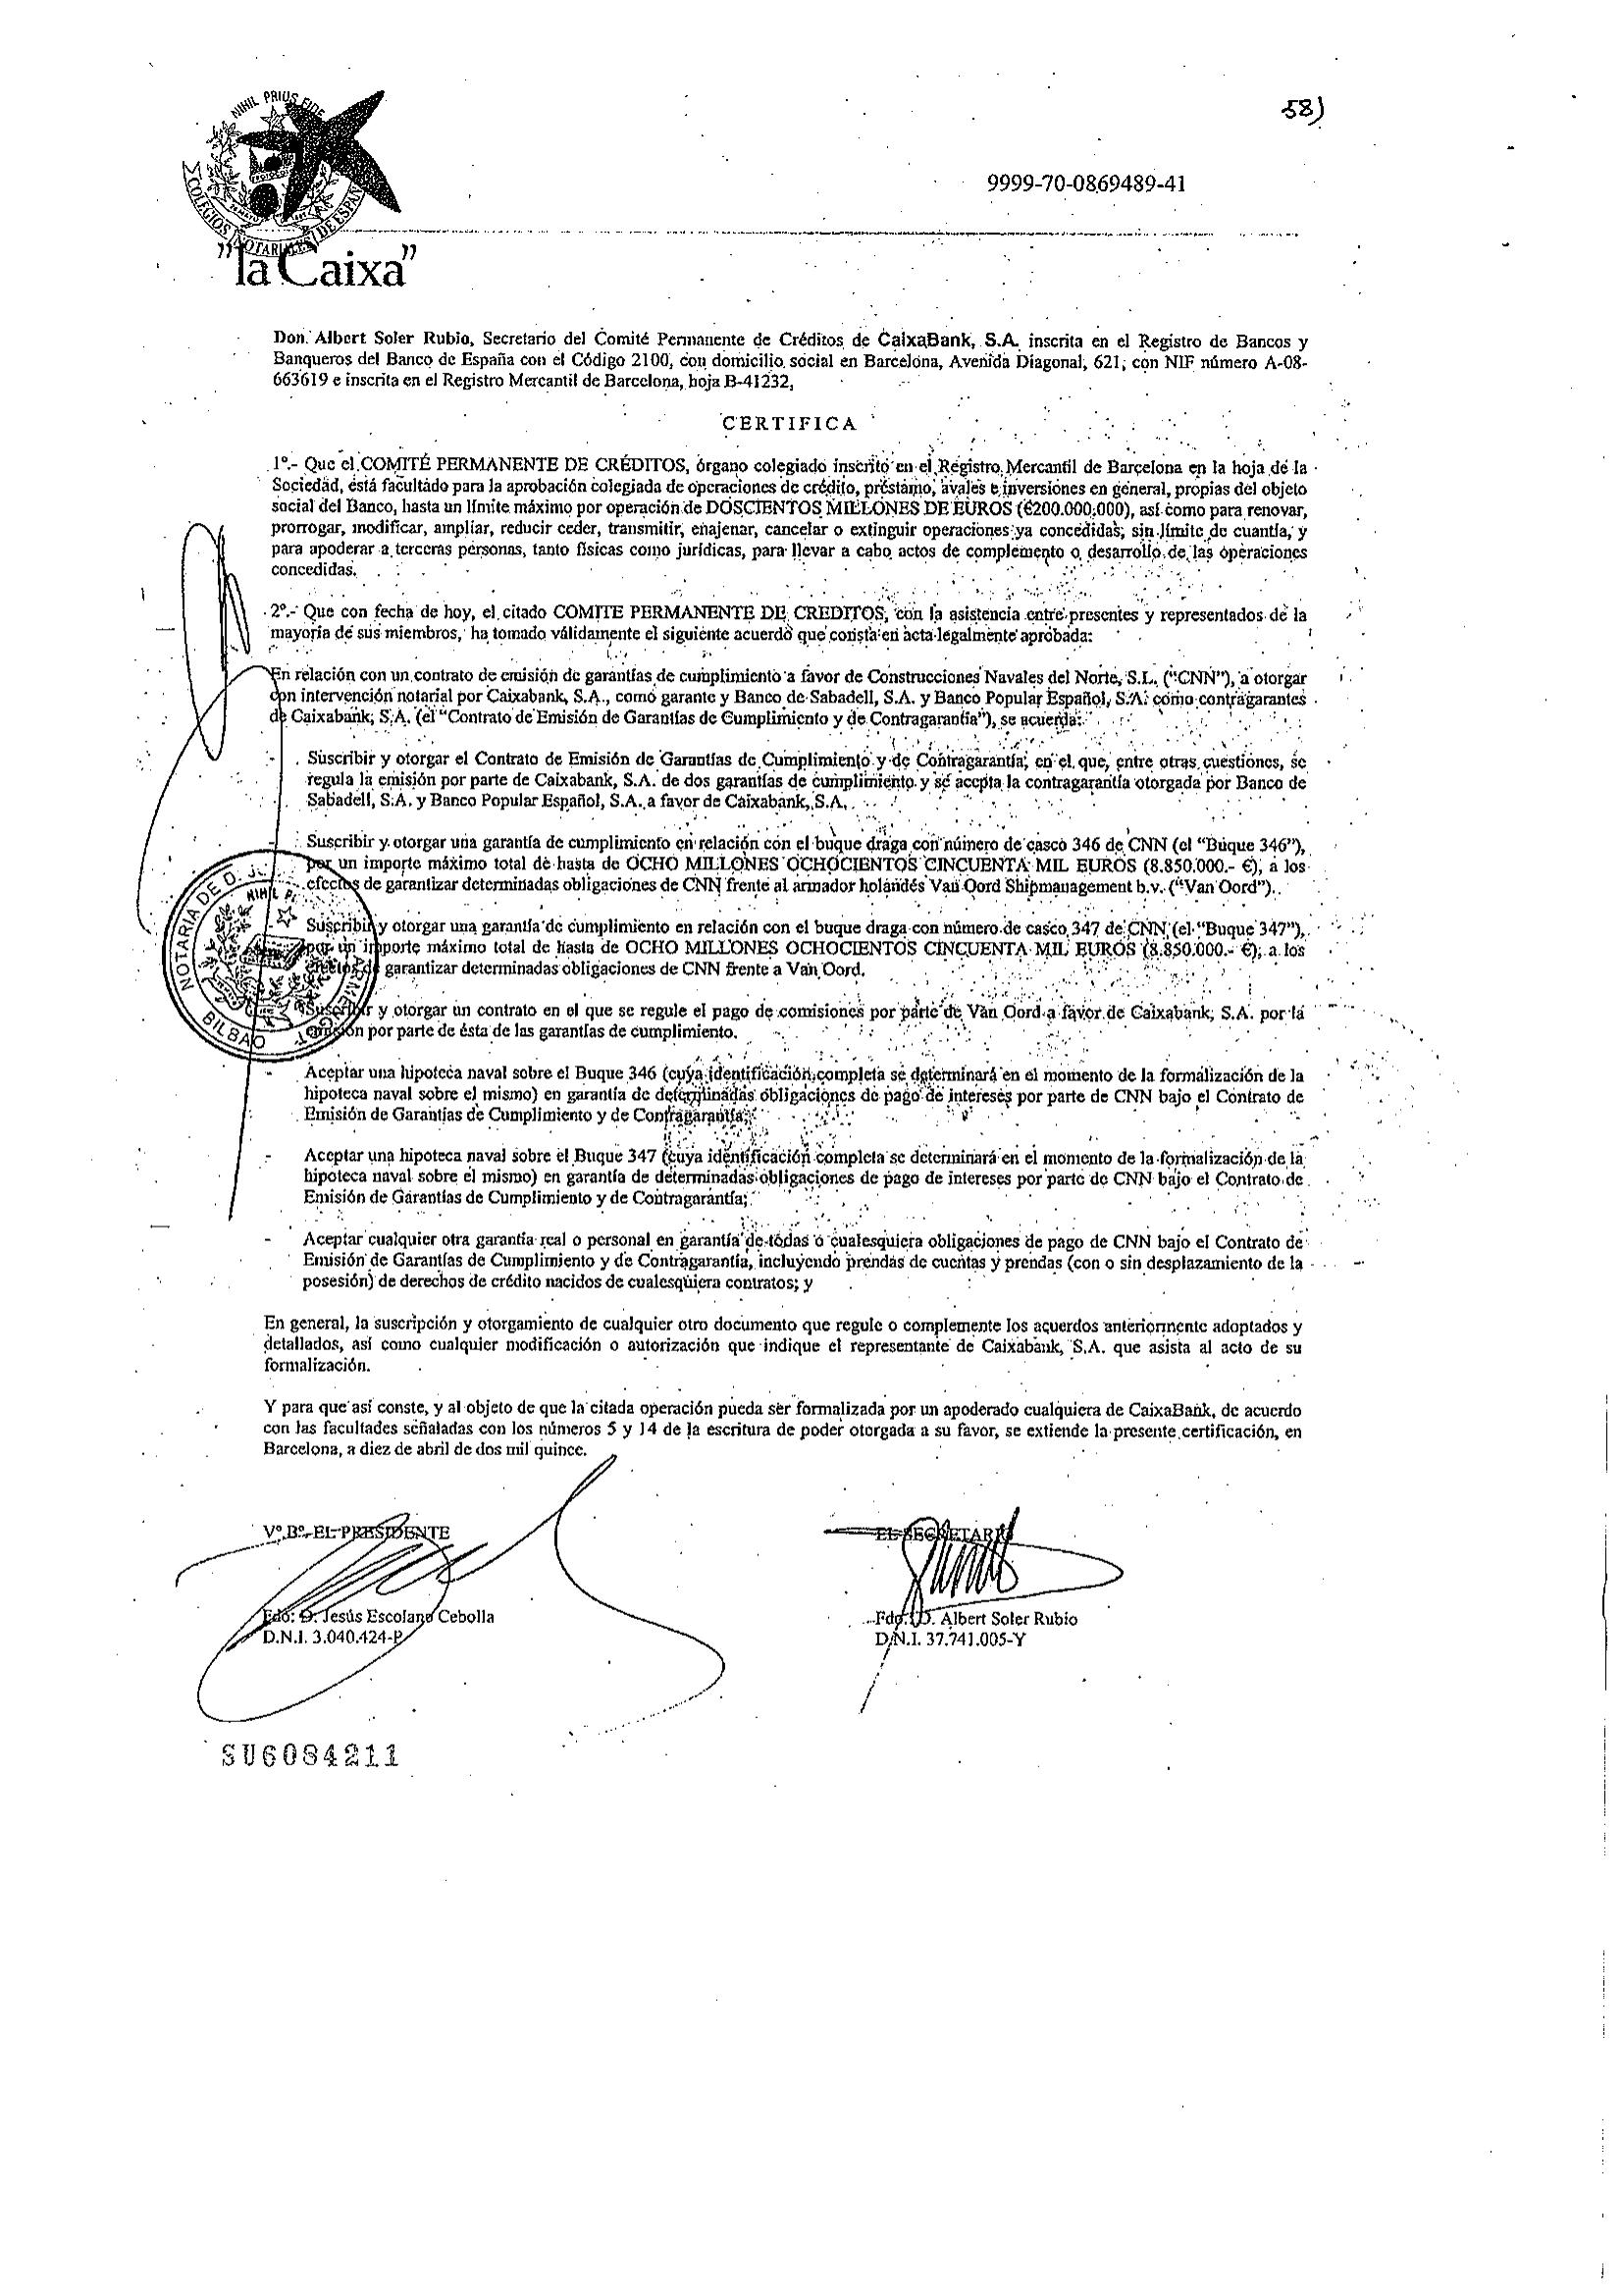 58)
NIHIL PRIUS FIDE
COLEGIOS NOTARIALES DE ESPAÑ
9999-70-0869489-41
"la Caixa"
Don Albert Soler Rubio, Secretario del Comité Permanente de Créditos de CaixaBank, S.A. inscrita en el Registro de Bancos y
Banqueros del Banco de España con el Código 2100, con domicilio social en Barcelona, Avenida Diagonal, 621, con NIF número A-08-
663619 e inscrita en el Registro Mercantil de Barcelona, hoja B-41232,
CERTIFICA
1º.- Que el COMITÉ PERMANENTE DE CRÉDITOS, órgano colegiado inscrito en el Registro Mercantil de Barcelona en la hoja de la
Sociedad, está facultado para la aprobación colegiada de operaciones de crédito, préstamo, avales e inversiones en general, propias del objeto
social del Banco, hasta un límite máximo por operación de DOSCIENTOS MILLONES DE EUROS (€200.000.000), así como para renovar,
prorrogar, modificar, ampliar, reducir ceder, transmitir, enajenar, cancelar o extinguir operaciones ya concedidas, sin límite de cuantía, y
para apoderar a terceras personas, tanto físicas como jurídicas, para llevar a cabo actos de complemento o desarrollo de las operaciones
concedidas.
2º.- Que con fecha de hoy, el citado COMITE PERMANENTE DE CREDITOS, con la asistencia entre presentes y representados de la
mayoría de sus miembros, ha tomado válidamente el siguiente acuerdo que consta en acta legalmente aprobada:
En relación con un contrato de emisión de garantías de cumplimiento a favor de Construcciones Navales del Norte, S.L. ("CNN"), a otorgar
con intervención notarial por Caixabank, S.A., como garante y Banco de Sabadell, S.A. y Banco Popular Español, S.A. como contragarantes
de Caixabank, S.A. (el "Contrato de Emisión de Garantías de Cumplimiento y de Contragarantía"), se acuerda:
- Suscribir y otorgar el Contrato de Emisión de Garantías de Cumplimiento y de Contragarantía, en el que, entre otras cuestiones, se
regula la emisión por parte de Caixabank, S.A. de dos garantías de cumplimiento y se acepta la contragarantía otorgada por Banco de
Sabadell, S.A. y Banco Popular Español, S.A. a favor de Caixabank, S.A.
- Suscribir y otorgar una garantía de cumplimiento en relación con el buque draga con número de casco 346 de CNN (el "Buque 346"),
por un importe máximo total de hasta de OCHO MILLONES OCHOCIENTOS CINCUENTA MIL EUROS (8.850.000.- €), a los
efectos de garantizar determinadas obligaciones de CNN frente al armador holandés Van Oord Shipmanagement b.v. ("Van Oord").
Suscribir y otorgar una garantía de cumplimiento en relación con el buque draga con número de casco 347 de CNN (el "Buque 347"),
por un importe máximo total de hasta de OCHO MILLONES OCHOCIENTOS CINCUENTA MIL EUROS (8.850.000.- €), a los
efectos de garantizar determinadas obligaciones de CNN frente a Van Oord.
Suscribir y otorgar un contrato en el que se regule el pago de comisiones por parte de Van Oord a favor de Caixabank, S.A. por la
emisión por parte de ésta de las garantías de cumplimiento.
NOTARIA DE D. J.
NIHIL P
BILBAO
- Aceptar una hipoteca naval sobre el Buque 346 (cuya identificación completa se determinará en el momento de la formalización de la
hipoteca naval sobre el mismo) en garantía de determinadas obligaciones de pago de intereses por parte de CNN bajo el Contrato de
Emisión de Garantías de Cumplimiento y de Contragarantía;
- Aceptar una hipoteca naval sobre el Buque 347 (cuya identificación completa se determinará en el momento de la formalización de la
hipoteca naval sobre el mismo) en garantía de determinadas obligaciones de pago de intereses por parte de CNN bajo el Contrato de
Emisión de Garantías de Cumplimiento y de Contragarantía;
- Aceptar cualquier otra garantía real o personal en garantía de todas o cualesquiera obligaciones de pago de CNN bajo el Contrato de
Emisión de Garantías de Cumplimiento y de Contragarantía, incluyendo prendas de cuentas y prendas (con o sin desplazamiento de la
posesión) de derechos de crédito nacidos de cualesquiera contratos; y
En general, la suscripción y otorgamiento de cualquier otro documento que regule o complemente los acuerdos anteriormente adoptados y
detallados, así como cualquier modificación o autorización que indique el representante de Caixabank, S.A. que asista al acto de su
formalización.
Y para que así conste, y al objeto de que la citada operación pueda ser formalizada por un apoderado cualquiera de CaixaBank, de acuerdo
con las facultades señaladas con los números 5 y 14 de la escritura de poder otorgada a su favor, se extiende la presente certificación, en
Barcelona, a diez de abril de dos mil quince.
Vº.Bº. EL PRESIDENTE
EL SECRETARIO
Fdo: D. Jesús Escolano Cebolla
D.N.I. 3.040.424-P
Fdo.: D. Albert Soler Rubio
D.N.I. 37.741.005-Y
SU6084211